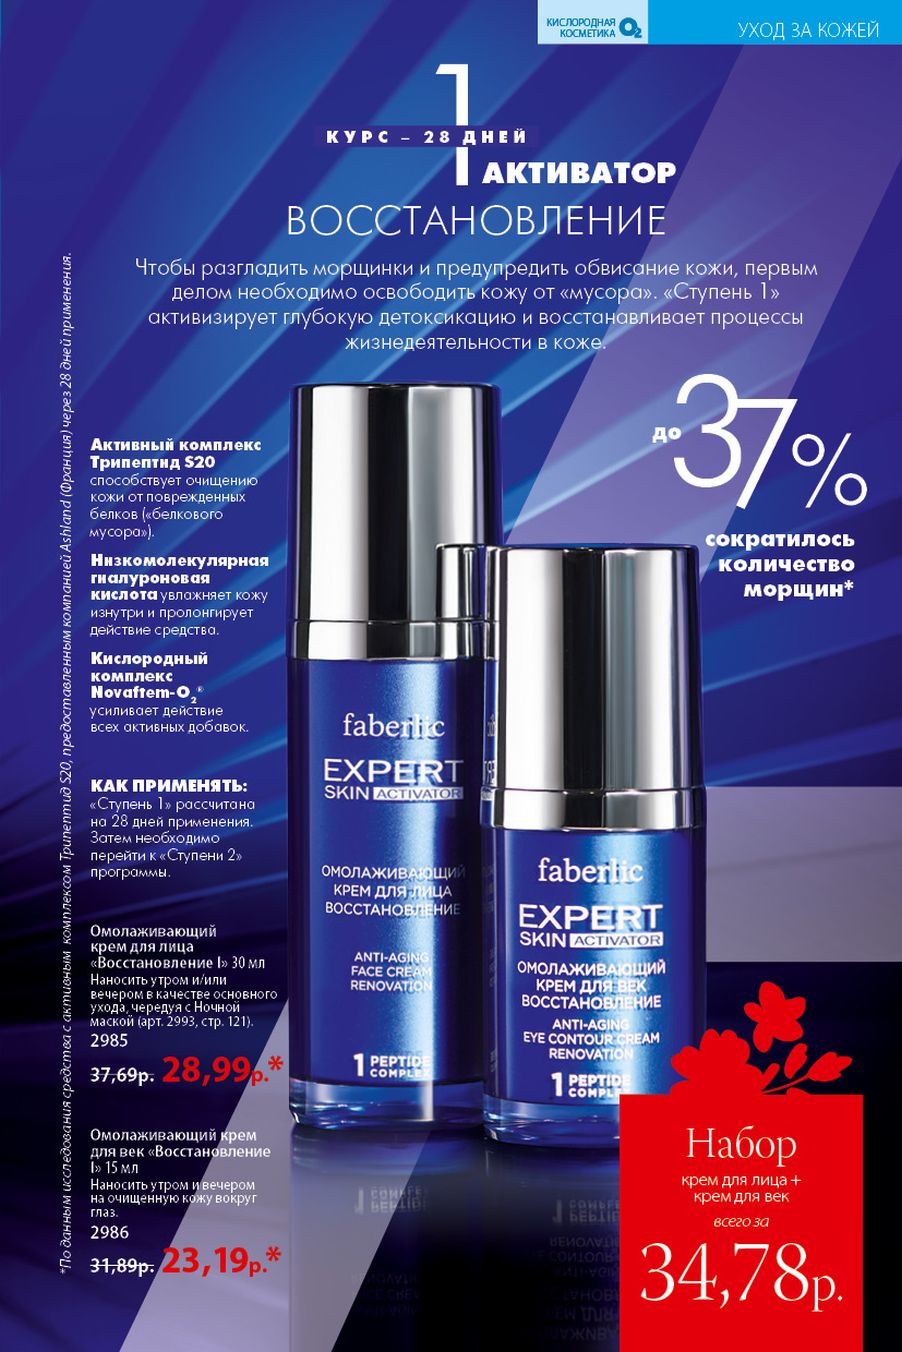 КИСЛОРОДНАЯ
КОСМЕТИКА O2
УХОД ЗА КОЖЕЙ
1
КУРС – 28 ДНЕЙ
АКТИВАТОР
ВОССТАНОВЛЕНИЕ
Чтобы разгладить морщинки и предупредить обвисание кожи, первым
делом необходимо освободить кожу от «мусора». «Ступень 1»
активизирует глубокую детоксикацию и восстанавливает процессы
жизнедеятельности в коже.
до 37%
сократилось
количество
морщин*
Активный комплекс
Трипептид S20
способствует очищению
кожи от поврежденных
белков («белкового
мусора»).
Низкомолекулярная
гиалуроновая
кислота увлажняет кожу
изнутри и пролонгирует
действие средства.
Кислородный
комплекс
Novaftem-O2®
усиливает действие
всех активных добавок.
КАК ПРИМЕНЯТЬ:
«Ступень 1» рассчитана
на 28 дней применения.
Затем необходимо
перейти к «Ступени 2»
программы.
Омолаживающий
крем для лица
«Восстановление I» 30 мл
Наносить утром и/или
вечером в качестве основного
ухода, чередуя с Ночной
маской (арт. 2993, стр. 121).
2985
37,69р. 28,99р.*
Омолаживающий крем
для век «Восстановление
I» 15 мл
Наносить утром и вечером
на очищенную кожу вокруг
глаз.
2986
31,89р. 23,19р.*
*По данным исследования средства с активным комплексом Трипептид S20, предоставленным компанией Ashland (Франция) через 28 дней применения.
faberlic
EXPERT
SKIN ACTIVATOR
ОМОЛАЖИВАЮЩИЙ
КРЕМ ДЛЯ ЛИЦА
ВОССТАНОВЛЕНИЕ
ANTI-AGING
FACE CREAM
RENOVATION
1 PEPTIDE
COMPLEX
faberlic
EXPERT
SKIN ACTIVATOR
ОМОЛАЖИВАЮЩИЙ
КРЕМ ДЛЯ ВЕК
ВОССТАНОВЛЕНИЕ
ANTI-AGING
EYE CONTOUR CREAM
RENOVATION
1 PEPTIDE
COMPLEX
Набор
крем для лица +
крем для век
всего за
34,78р.